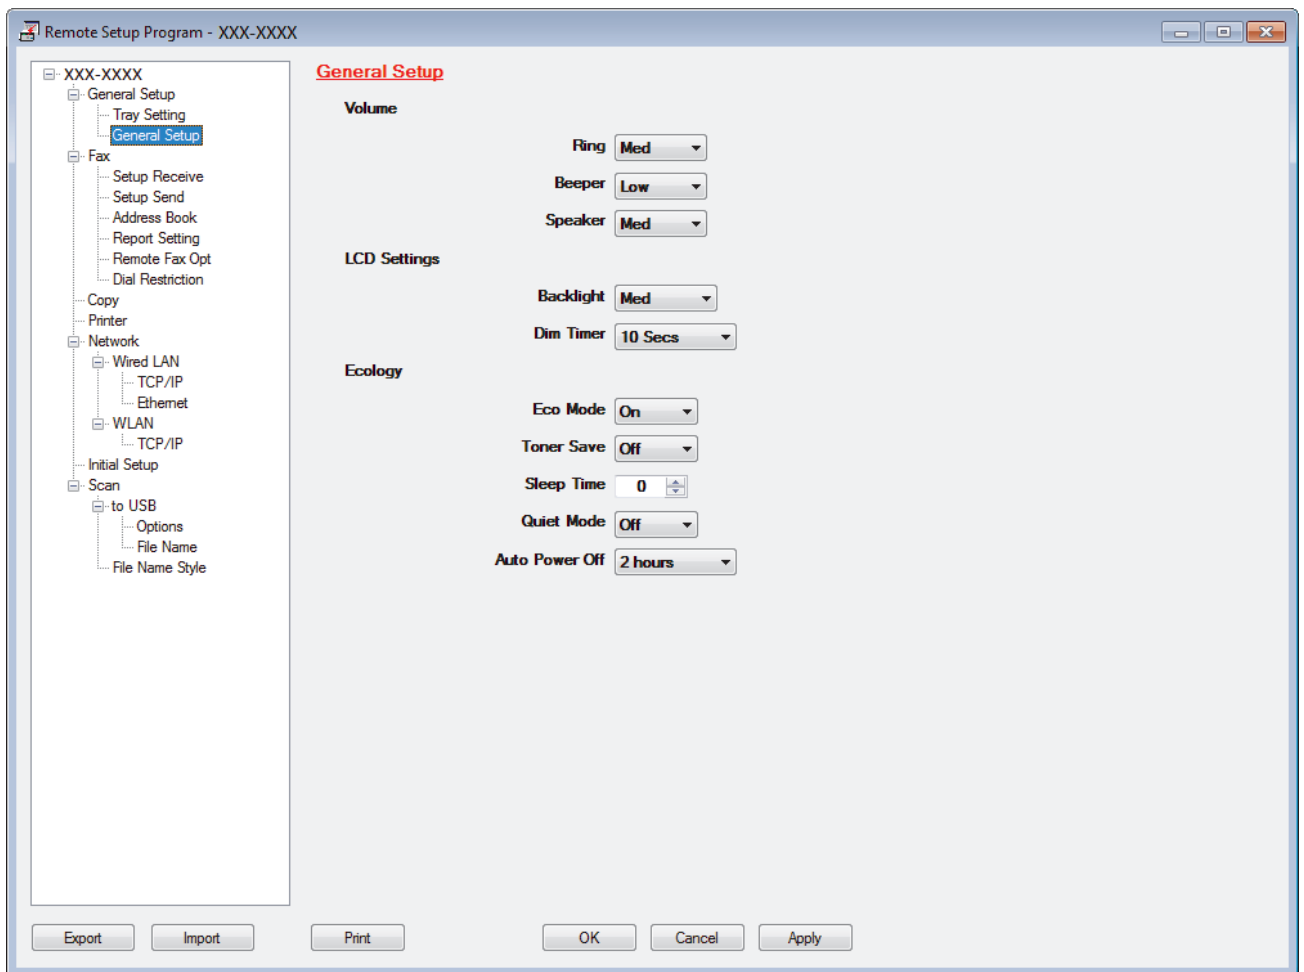 Remote Setup Program - XXX-XXXX
XXX-XXXX
General Setup
Tray Setting
General Setup
Fax
Setup Receive
Setup Send
Address Book
Report Setting
Remote Fax Opt
Dial Restriction
Copy
Printer
Network
Wired LAN
TCP/IP
Ethernet
WLAN
TCP/IP
Initial Setup
Scan
to USB
Options
File Name
File Name Style
General Setup
Volume
Ring Med
Beeper Low
Speaker Med
LCD Settings
Backlight Med
Dim Timer 10 Secs
Ecology
Eco Mode On
Toner Save Off
Sleep Time 0
Quiet Mode Off
Auto Power Off 2 hours
Export Import Print OK Cancel Apply